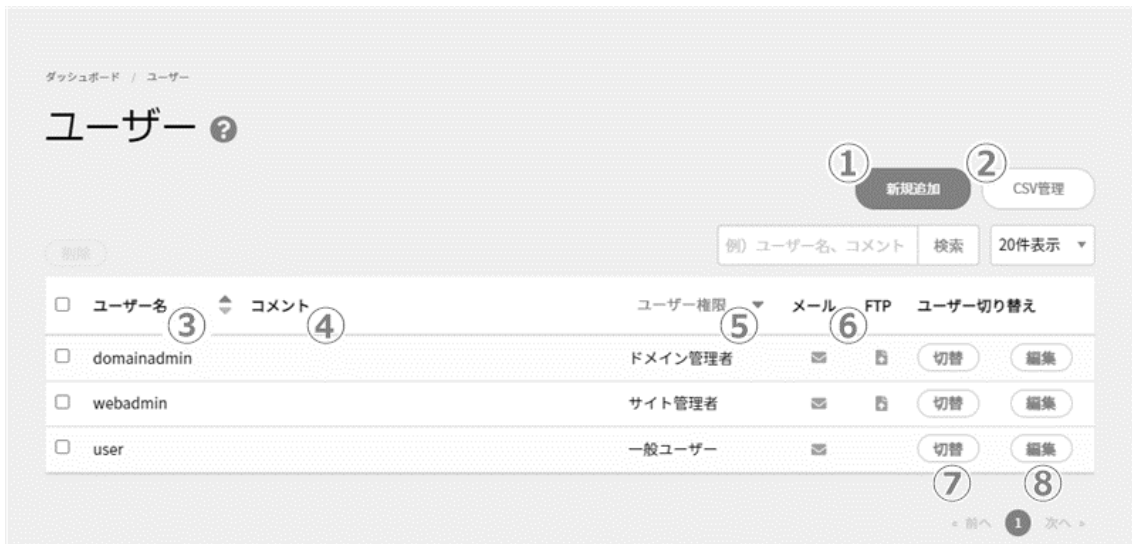 ダッシュボード / ユーザー
ユーザー ?
① 新規追加 ② CSV管理
削除 例）ユーザー名、コメント 検索 20件表示 ▼
ユーザー名 ③ コメント ④ ユーザー権限 ⑤ ▼ メール ⑥ FTP ユーザー切り替え
domainadmin ドメイン管理者 切替 編集
webadmin サイト管理者 切替 編集
user 一般ユーザー 切替 編集
⑦ ⑧
« 前へ 1 次へ »